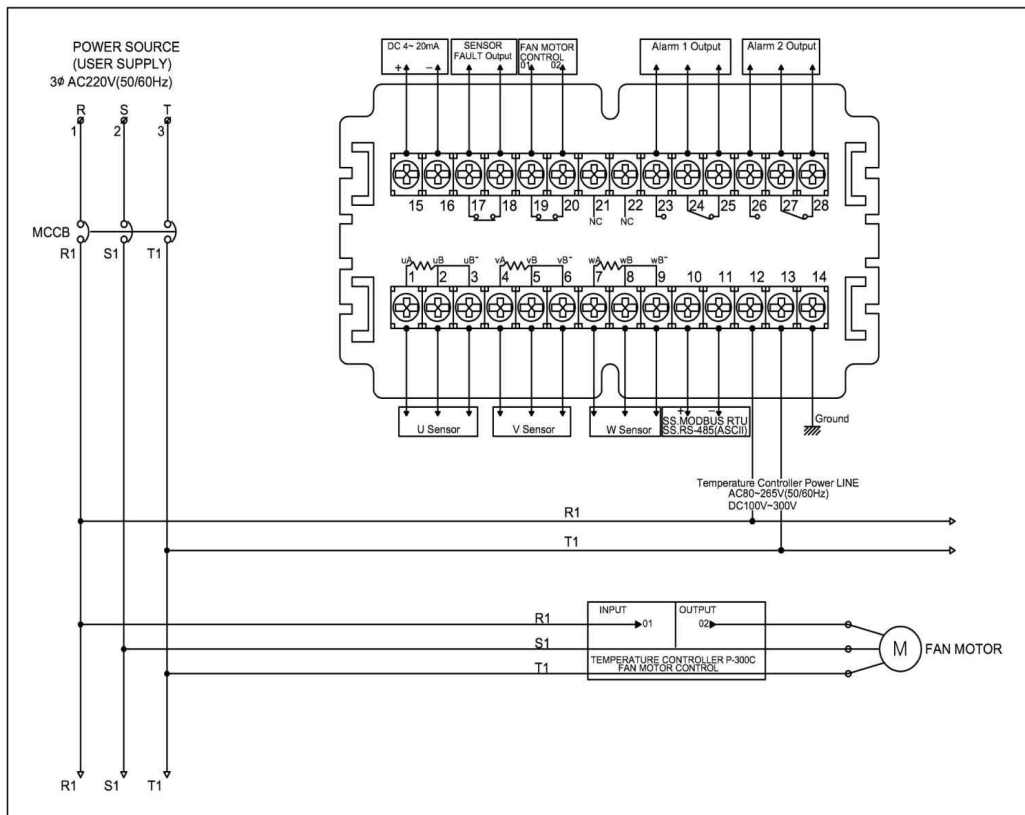 POWER SOURCE
(USER SUPPLY)
3Ø AC220V(50/60Hz)
R S T
1 2 3
MCCB
R1 S1 T1
DC 4~ 20mA
+ −
SENSOR
FAULT Output
FAN MOTOR
CONTROL
01 02
Alarm 1 Output
Alarm 2 Output
15 16 17 18 19 20 21 22 23 24 25 26 27 28
NC NC
uA uB uB- vA vB vB- wA wB wB-
1 2 3 4 5 6 7 8 9 10 11 12 13 14
U Sensor
V Sensor
W Sensor
+ −
SS.MODBUS RTU
SS.RS-485(ASCII)
Ground
Temperature Controller Power LINE
AC80~265V(50/60Hz)
DC100V~300V
R1
T1
R1
S1
T1
INPUT OUTPUT
01 02
TEMPERATURE CONTROLLER P-300C
FAN MOTOR CONTROL
M
FAN MOTOR
R1 S1 T1